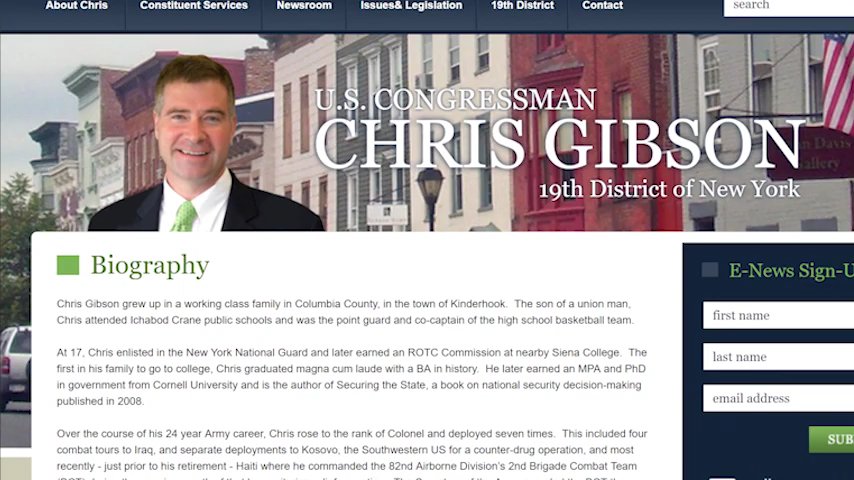 About Chris Constituent Services Newsroom Issues& Legislation 19th District Contact search
U.S. CONGRESSMAN
CHRIS GIBSON
19th District of New York
Davis
Gallery
Biography
E-News Sign-U
Chris Gibson grew up in a working class family in Columbia County, in the town of Kinderhook. The son of a union man,
Chris attended Ichabod Crane public schools and was the point guard and co-captain of the high school basketball team.
first name
At 17, Chris enlisted in the New York National Guard and later earned an ROTC Commission at nearby Siena College. The
last name
first in his family to go to college, Chris graduated magna cum laude with a BA in history. He later earned an MPA and PhD
in government from Cornell University and is the author of Securing the State, a book on national security decision-making
email address
published in 2008.
Over the course of his 24 year Army career, Chris rose to the rank of Colonel and deployed seven times. This included four
SUB
combat tours to Iraq, and separate deployments to Kosovo, the Southwestern US for a counter-drug operation, and most
recently - just prior to his retirement - Haiti where he commanded the 82nd Airborne Division's 2nd Brigade Combat Team